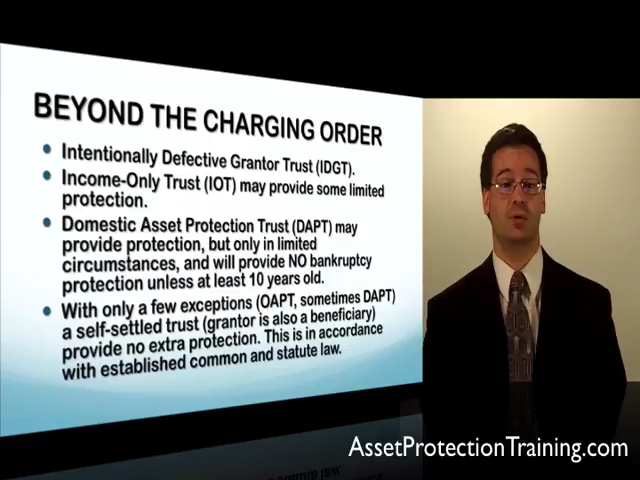 BEYOND THE CHARGING ORDER
• Intentionally Defective Grantor Trust (IDGT).
• Income-Only Trust (IOT) may provide some limited
protection.
• Domestic Asset Protection Trust (DAPT) may
provide protection, but only in limited
circumstances, and will provide NO bankruptcy
protection unless at least 10 years old.
• With only a few exceptions (OAPT, sometimes DAPT)
a self-settled trust (grantor is also a beneficiary)
provide no extra protection. This is in accordance
with established common and statute law.
AssetProtectionTraining.com